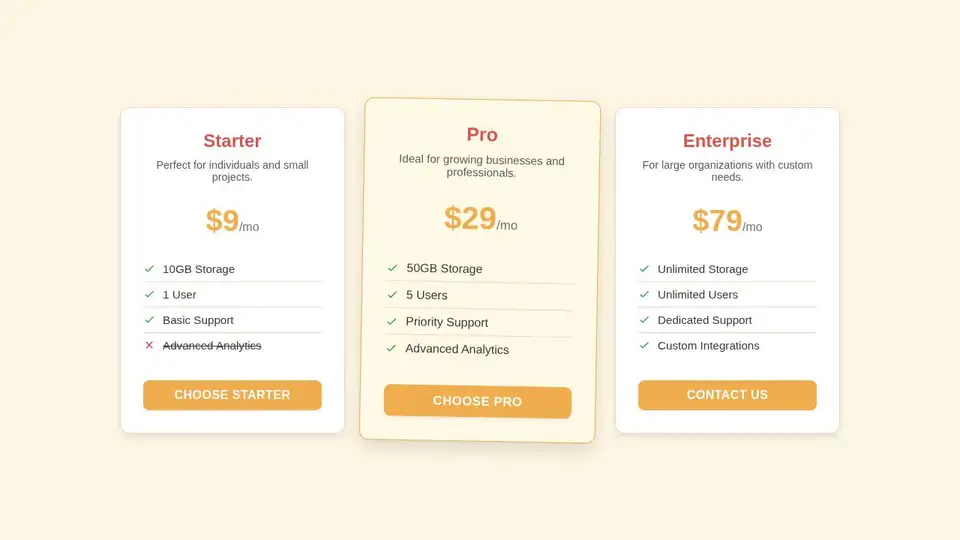 Starter
Perfect for individuals and small
projects.
$9/mo
10GB Storage
1 User
Basic Support
Advanced Analytics
CHOOSE STARTER
Pro
Ideal for growing businesses and
professionals.
$29/mo
50GB Storage
5 Users
Priority Support
Advanced Analytics
CHOOSE PRO
Enterprise
For large organizations with custom
needs.
$79/mo
Unlimited Storage
Unlimited Users
Dedicated Support
Custom Integrations
CONTACT US